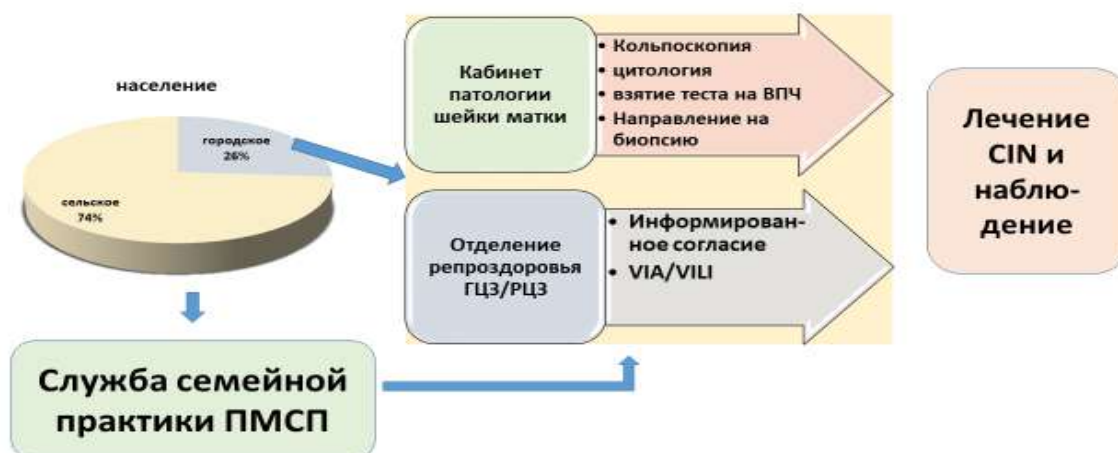 население
городское
26%
сельское
74%
Кабинет
патологии
шейки матки
• Кольпоскопия
• цитология
• взятие теста на ВПЧ
• Направление на
биопсию
Отделение
репроздоровья
ГЦЗ/РЦЗ
• Информирован-
ное согласие
• VIA/VILI
Лечение
CIN и
наблю-
дение
Служба семейной
практики ПМСП